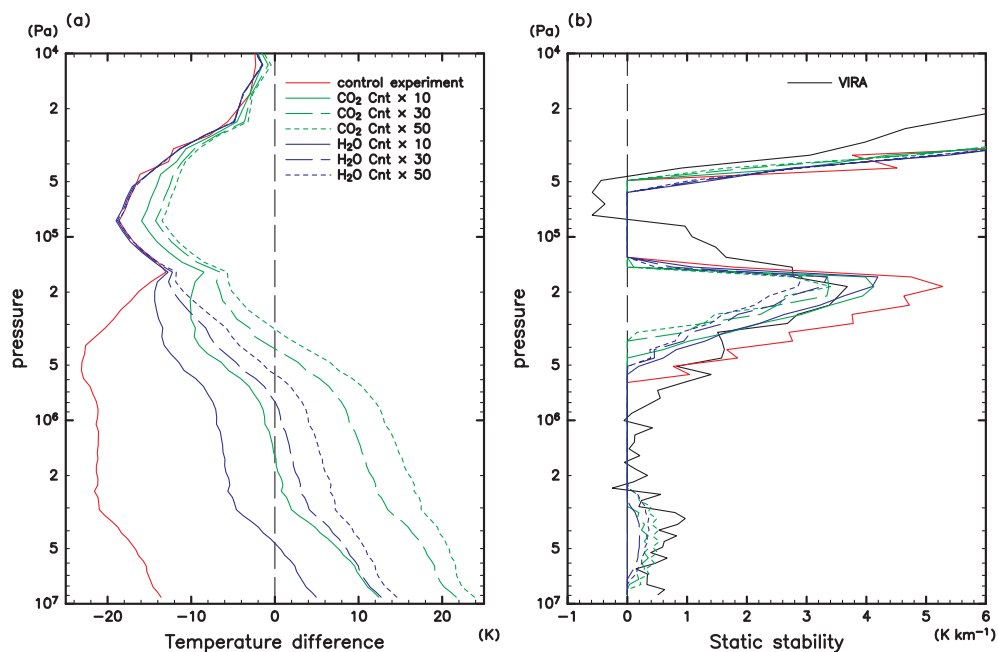 (a)
(Pa)
10⁴
2
5
10⁵
2
5
10⁶
2
5
10⁷
pressure
−20
−10
0
10
20
(K)
Temperature difference
control experiment
CO₂ Cnt × 10
CO₂ Cnt × 30
CO₂ Cnt × 50
H₂O Cnt × 10
H₂O Cnt × 30
H₂O Cnt × 50
(b)
(Pa)
10⁴
2
5
10⁵
2
5
10⁶
2
5
10⁷
pressure
−1
0
1
2
3
4
5
6
(K km⁻¹)
Static stability
VIRA